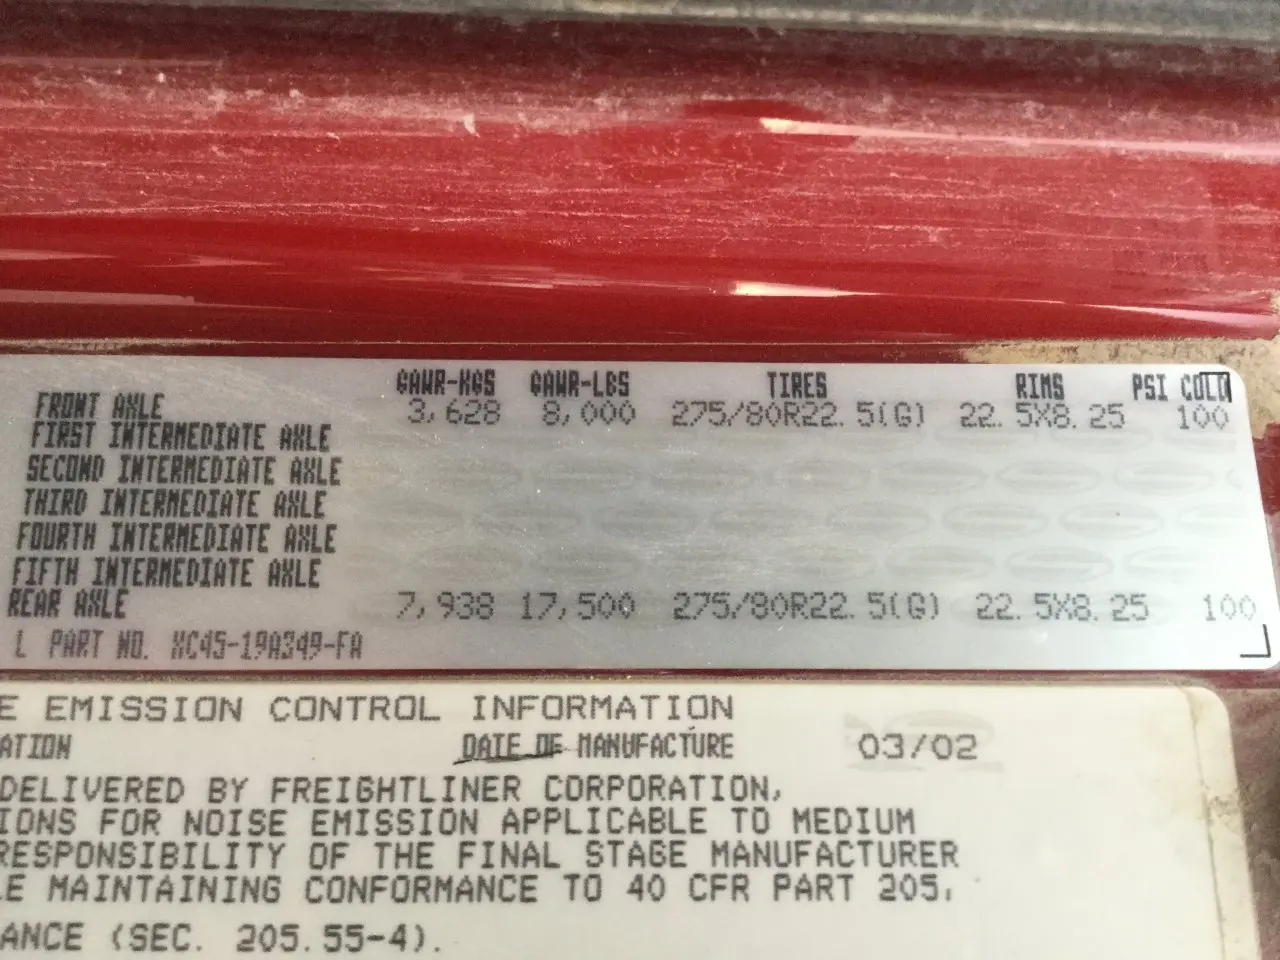 GAWR-KGS GAWR-LBS TIRES RIMS PSI COLD
FRONT AXLE 3,628 8,000 275/80R22.5(G) 22.5X8.25 100
FIRST INTERMEDIATE AXLE
SECOND INTERMEDIATE AXLE
THIRD INTERMEDIATE AXLE
FOURTH INTERMEDIATE AXLE
FIFTH INTERMEDIATE AXLE
REAR AXLE 7,938 17,500 275/80R22.5(G) 22.5X8.25 100
L PART NO. XC45-19A349-FA
E EMISSION CONTROL INFORMATION
ATION DATE OF MANUFACTURE 03/02
DELIVERED BY FREIGHTLINER CORPORATION,
IONS FOR NOISE EMISSION APPLICABLE TO MEDIUM
RESPONSIBILITY OF THE FINAL STAGE MANUFACTURER
LE MAINTAINING CONFORMANCE TO 40 CFR PART 205,
ANCE (SEC. 205.55-4).